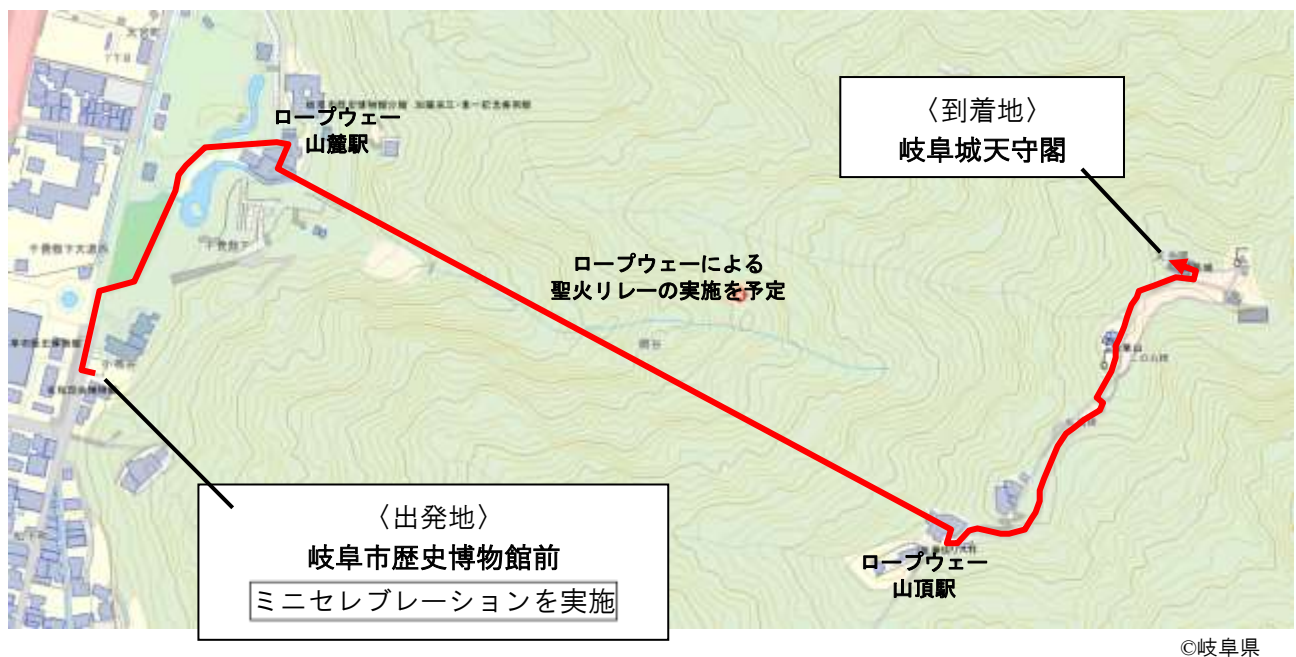 ロープウェー
山麓駅
〈到着地〉
岐阜城天守閣
ロープウェーによる
聖火リレーの実施を予定
〈出発地〉
岐阜市歴史博物館前
ミニセレブレーションを実施
ロープウェー
山頂駅
©岐阜県